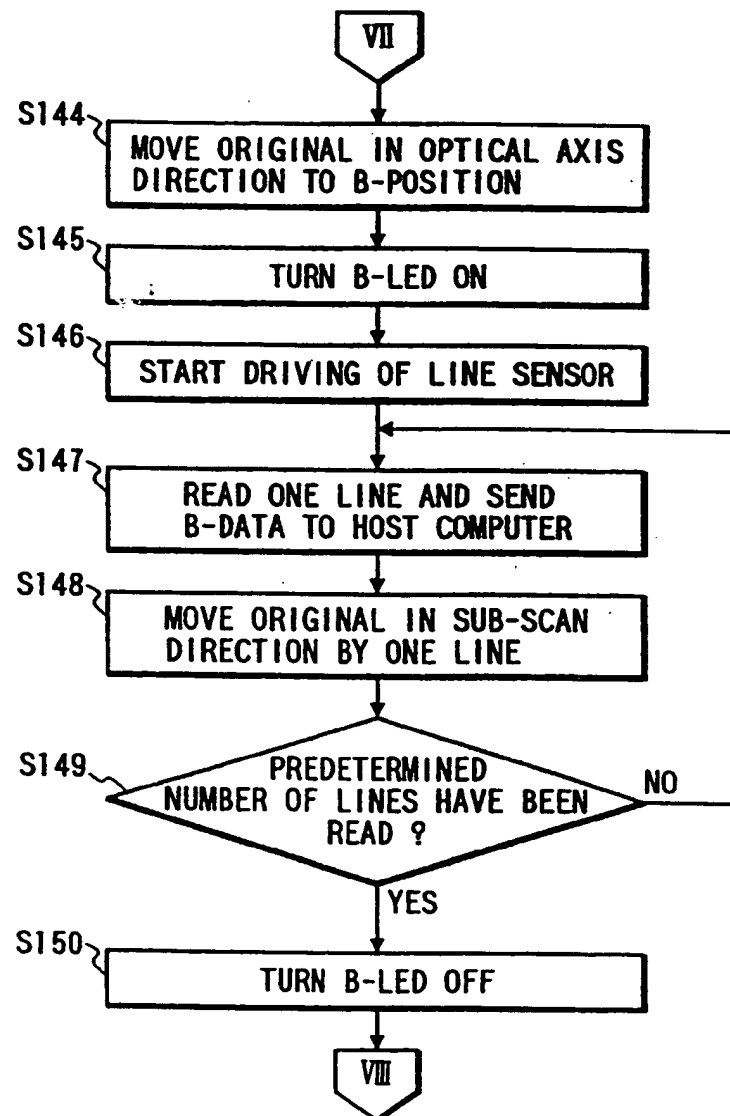 VII
S144
MOVE ORIGINAL IN OPTICAL AXIS
DIRECTION TO B-POSITION
S145
TURN B-LED ON
S146
START DRIVING OF LINE SENSOR
S147
READ ONE LINE AND SEND
B-DATA TO HOST COMPUTER
S148
MOVE ORIGINAL IN SUB-SCAN
DIRECTION BY ONE LINE
S149
PREDETERMINED
NUMBER OF LINES HAVE BEEN
READ ?
NO
YES
S150
TURN B-LED OFF
VIII